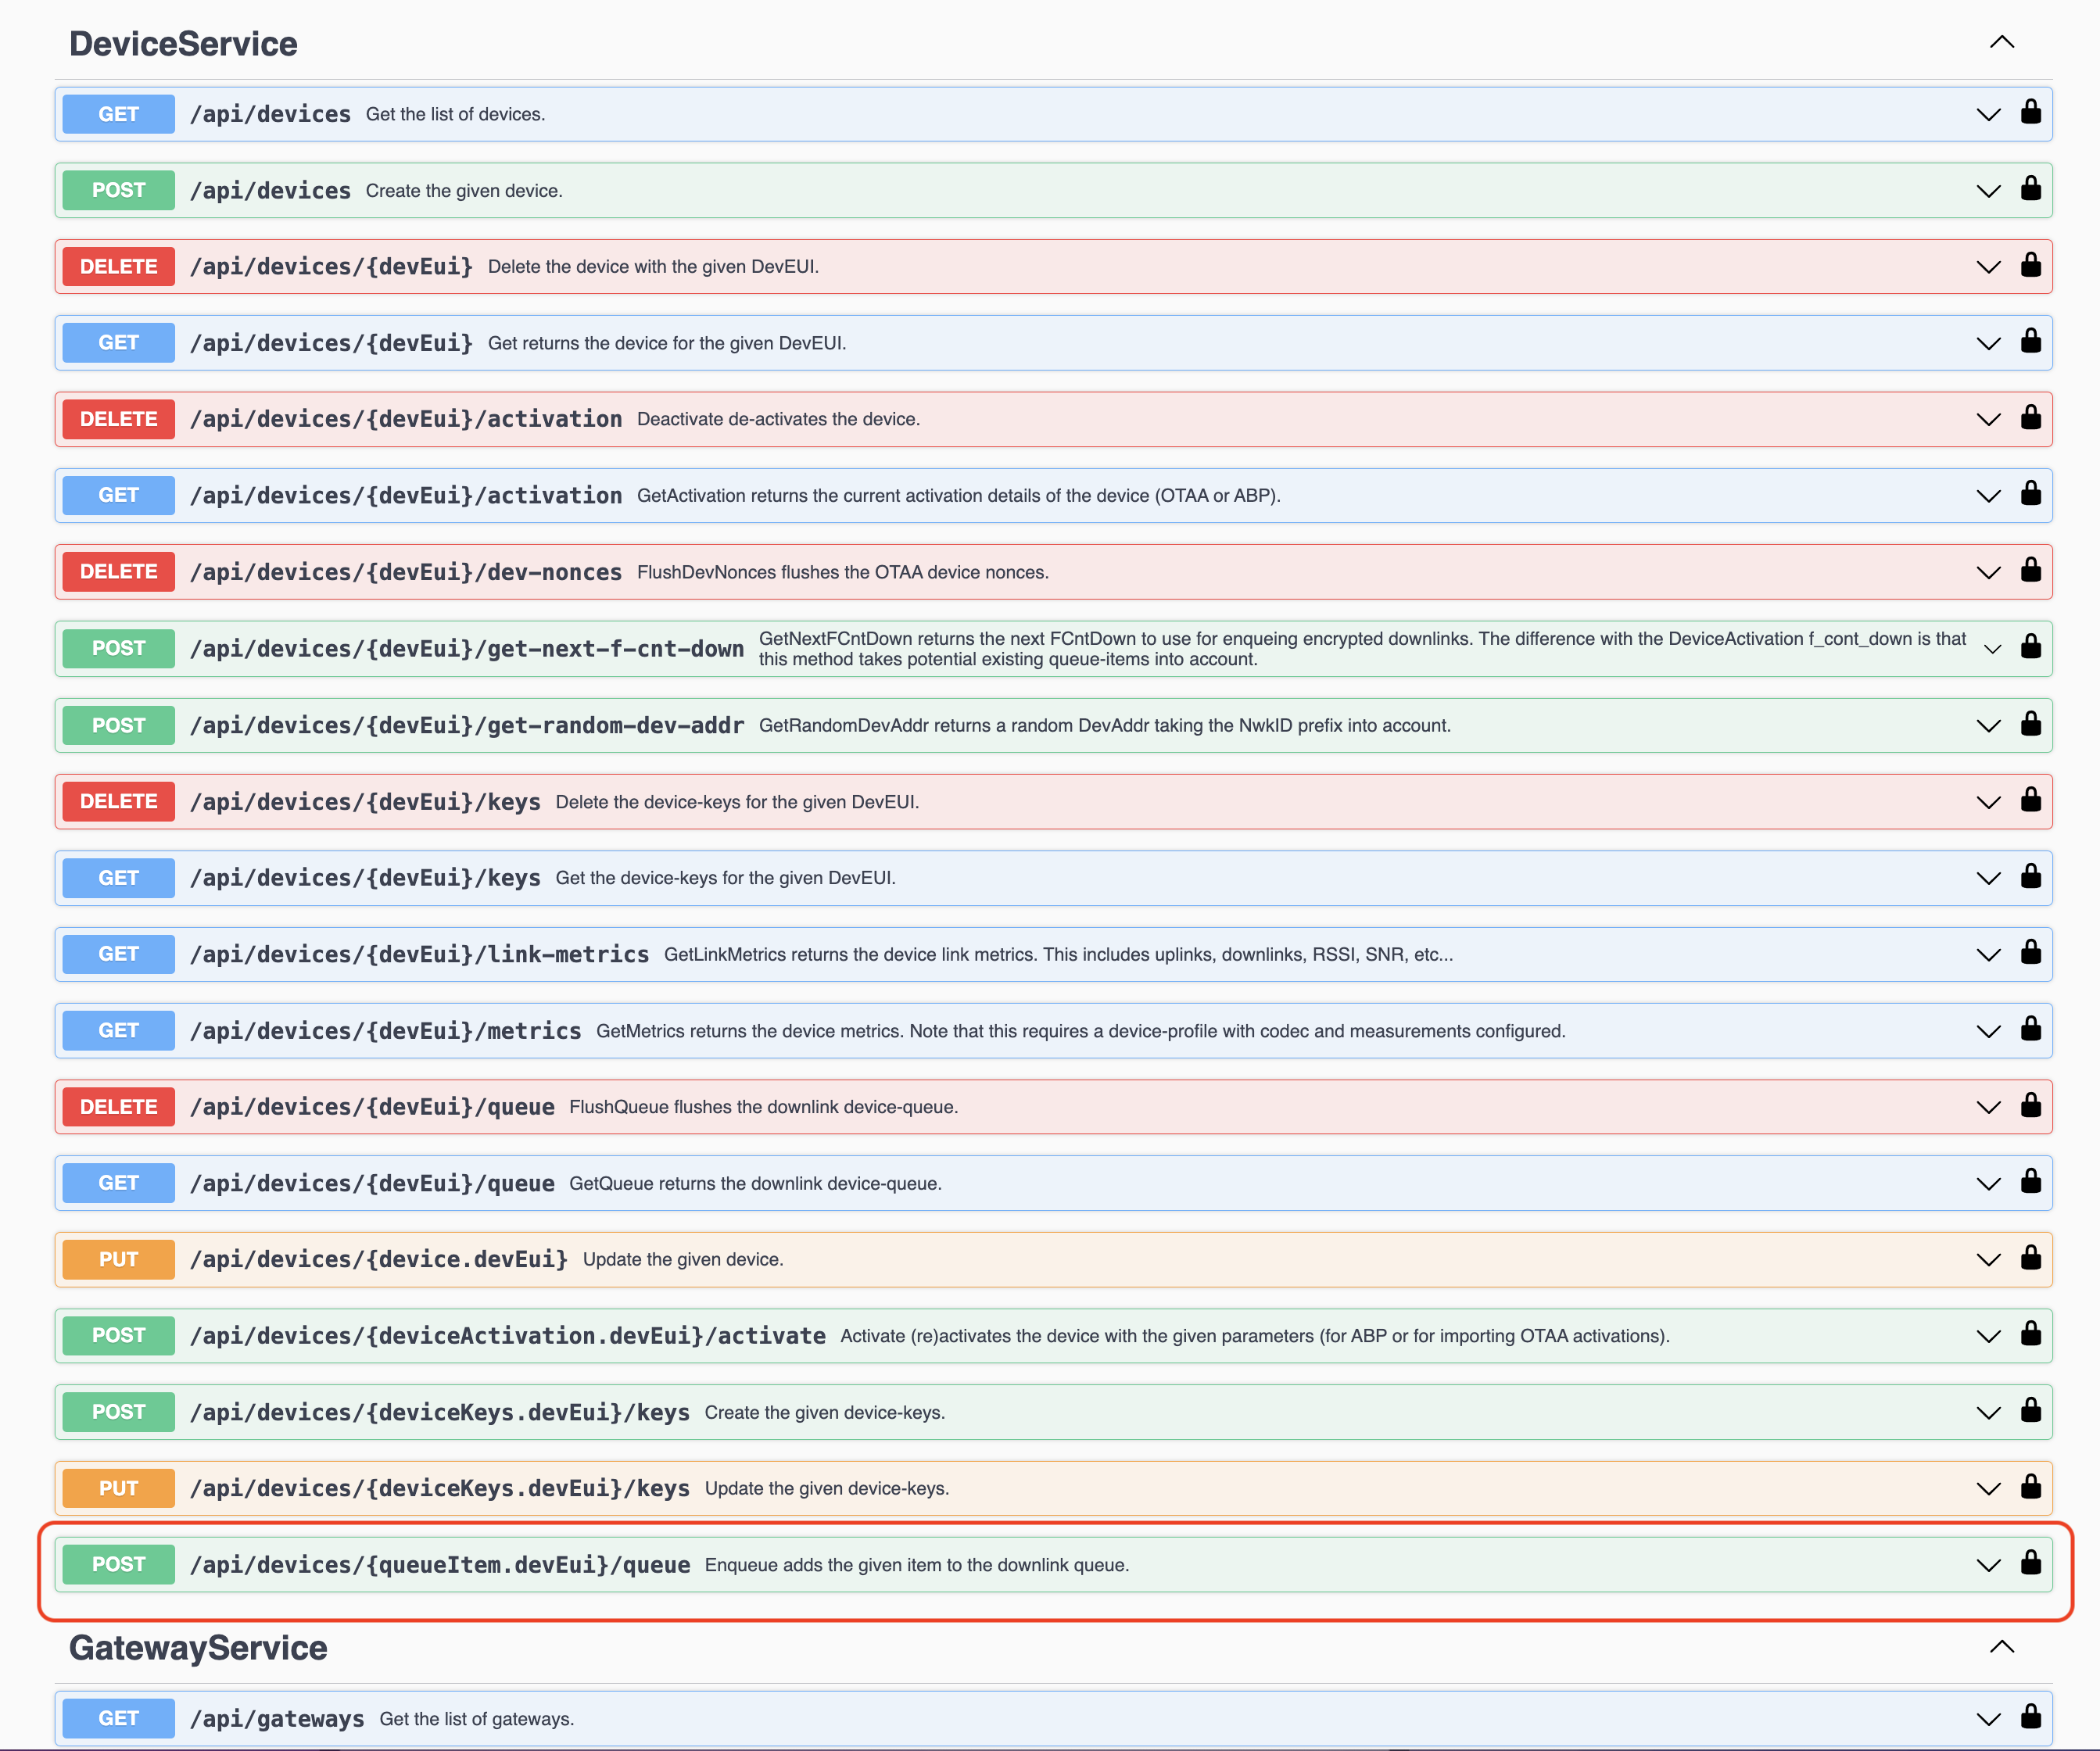 DeviceService
GET /api/devices Get the list of devices.
POST /api/devices Create the given device.
DELETE /api/devices/{devEui} Delete the device with the given DevEUI.
GET /api/devices/{devEui} Get returns the device for the given DevEUI.
DELETE /api/devices/{devEui}/activation Deactivate de-activates the device.
GET /api/devices/{devEui}/activation GetActivation returns the current activation details of the device (OTAA or ABP).
DELETE /api/devices/{devEui}/dev-nonces FlushDevNonces flushes the OTAA device nonces.
POST /api/devices/{devEui}/get-next-f-cnt-down GetNextFCntDown returns the next FCntDown to use for enqueing encrypted downlinks. The difference with the DeviceActivation f_cont_down is that
this method takes potential existing queue-items into account.
POST /api/devices/{devEui}/get-random-dev-addr GetRandomDevAddr returns a random DevAddr taking the NwkID prefix into account.
DELETE /api/devices/{devEui}/keys Delete the device-keys for the given DevEUI.
GET /api/devices/{devEui}/keys Get the device-keys for the given DevEUI.
GET /api/devices/{devEui}/link-metrics GetLinkMetrics returns the device link metrics. This includes uplinks, downlinks, RSSI, SNR, etc...
GET /api/devices/{devEui}/metrics GetMetrics returns the device metrics. Note that this requires a device-profile with codec and measurements configured.
DELETE /api/devices/{devEui}/queue FlushQueue flushes the downlink device-queue.
GET /api/devices/{devEui}/queue GetQueue returns the downlink device-queue.
PUT /api/devices/{device.devEui} Update the given device.
POST /api/devices/{deviceActivation.devEui}/activate Activate (re)activates the device with the given parameters (for ABP or for importing OTAA activations).
POST /api/devices/{deviceKeys.devEui}/keys Create the given device-keys.
PUT /api/devices/{deviceKeys.devEui}/keys Update the given device-keys.
POST /api/devices/{queueItem.devEui}/queue Enqueue adds the given item to the downlink queue.
GatewayService
GET /api/gateways Get the list of gateways.